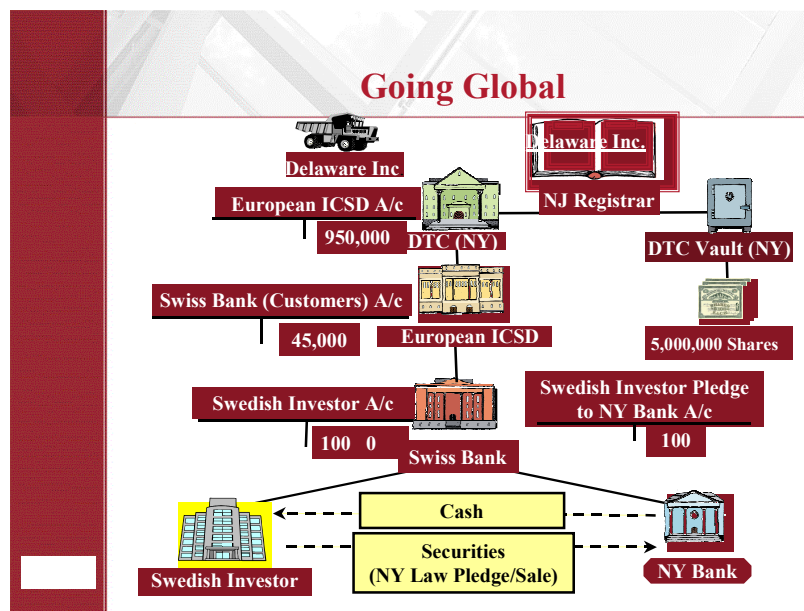 Going Global
Delaware Inc
Delaware Inc.
NJ Registrar
European ICSD A/c
950,000
DTC (NY)
DTC Vault (NY)
Swiss Bank (Customers) A/c
45,000
European ICSD
5,000,000 Shares
Swedish Investor A/c
100 0
Swiss Bank
Swedish Investor Pledge
to NY Bank A/c
100
Cash
Securities
(NY Law Pledge/Sale)
Swedish Investor
NY Bank